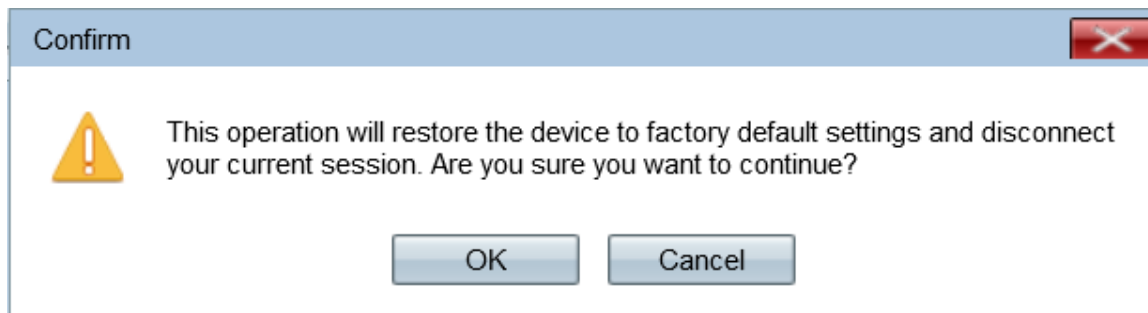 Confirm
This operation will restore the device to factory default settings and disconnect
your current session. Are you sure you want to continue?
OK
Cancel